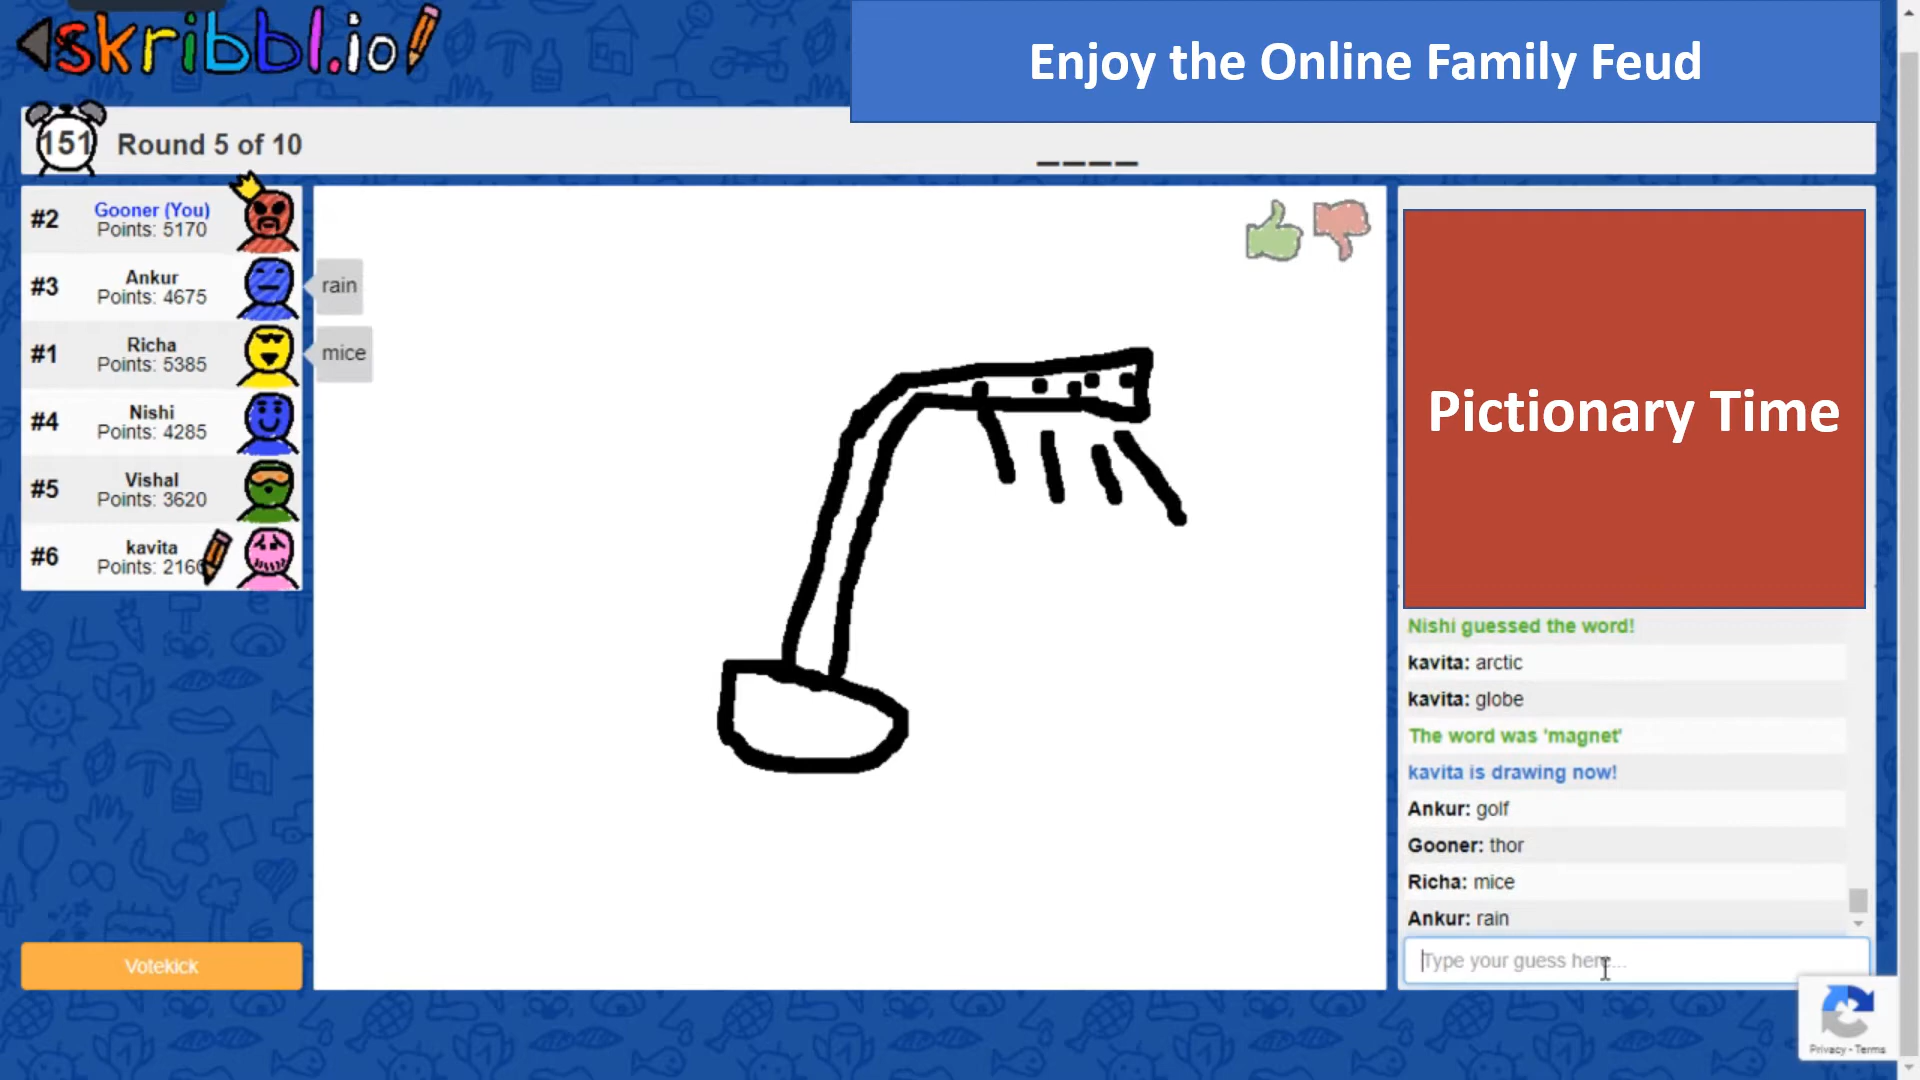 skribbl.io
Enjoy the Online Family Feud
151
Round 5 of 10
____
#2
Gooner (You)
Points: 5170
#3
Ankur
Points: 4675
rain
#1
Richa
Points: 5385
mice
#4
Nishi
Points: 4285
#5
Vishal
Points: 3620
#6
kavita
Points: 2160
Votekick
Pictionary Time
Nishi guessed the word!
kavita: arctic
kavita: globe
The word was 'magnet'
kavita is drawing now!
Ankur: golf
Gooner: thor
Richa: mice
Ankur: rain
Type your guess here...
Privacy - Terms